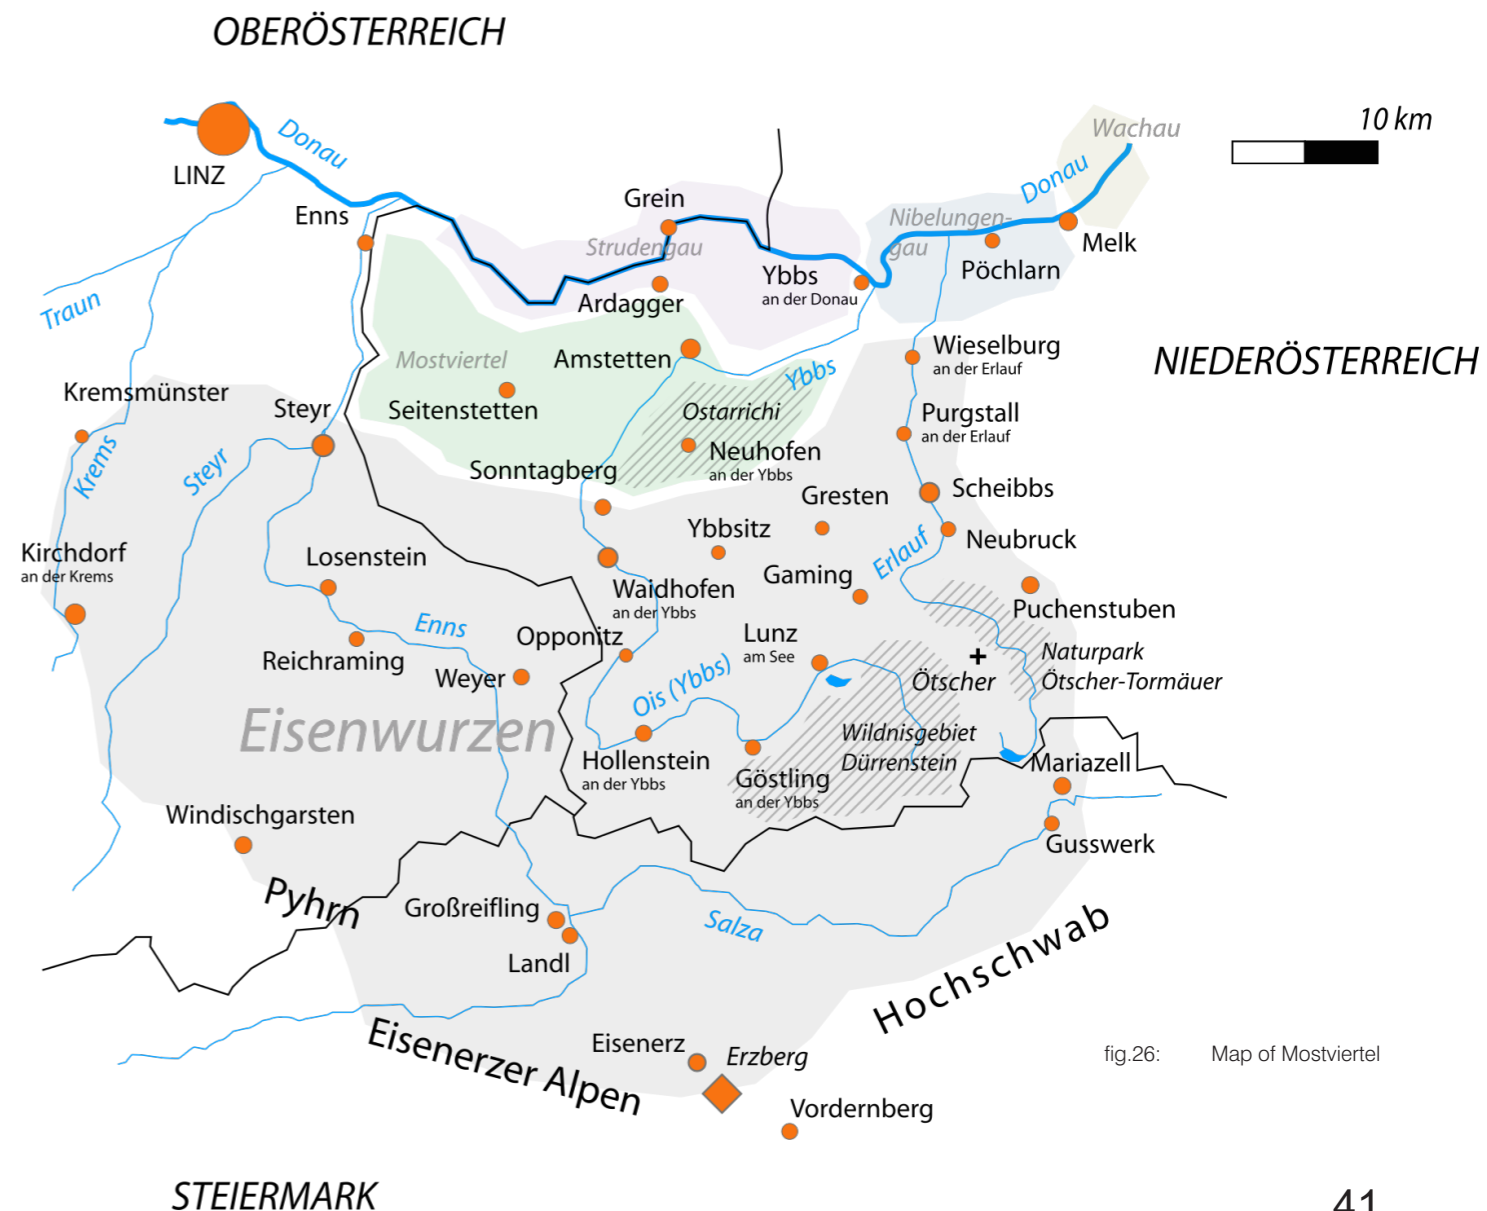 OBERÖSTERREICH
10 km
Wachau
Donau
LINZ
Donau
Grein
Enns
Nibelungen-
gau
Melk
Strudengau
Pöchlarn
Ybbs
an der Donau
Ardagger
Traun
Mostviertel
Amstetten
Wieselburg
an der Erlauf
NIEDERÖSTERREICH
Ybbs
Kremsmünster
Steyr
Seitenstetten
Ostarrichi
Purgstall
an der Erlauf
Krems
Steyr
Sonntagberg
Neuhofen
an der Ybbs
Gresten
Scheibbs
Ybbsitz
Neubruck
Kirchdorf
an der Krems
Losenstein
Erlauf
Waidhofen
an der Ybbs
Gaming
Puchenstuben
Enns
Opponitz
Lunz
am See
Reichraming
Weyer
Ois (Ybbs)
Naturpark
Ötscher-Tormäuer
Ötscher
Eisenwurzen
Wildnisgebiet
Dürrenstein
Hollenstein
an der Ybbs
Göstling
an der Ybbs
Mariazell
Windischgarsten
Gusswerk
Pyhrn
Großreifling
Salza
Landl
Hochschwab
Eisenerzer Alpen
Eisenerz
Erzberg
fig.26: Map of Mostviertel
Vordernberg
STEIERMARK
41